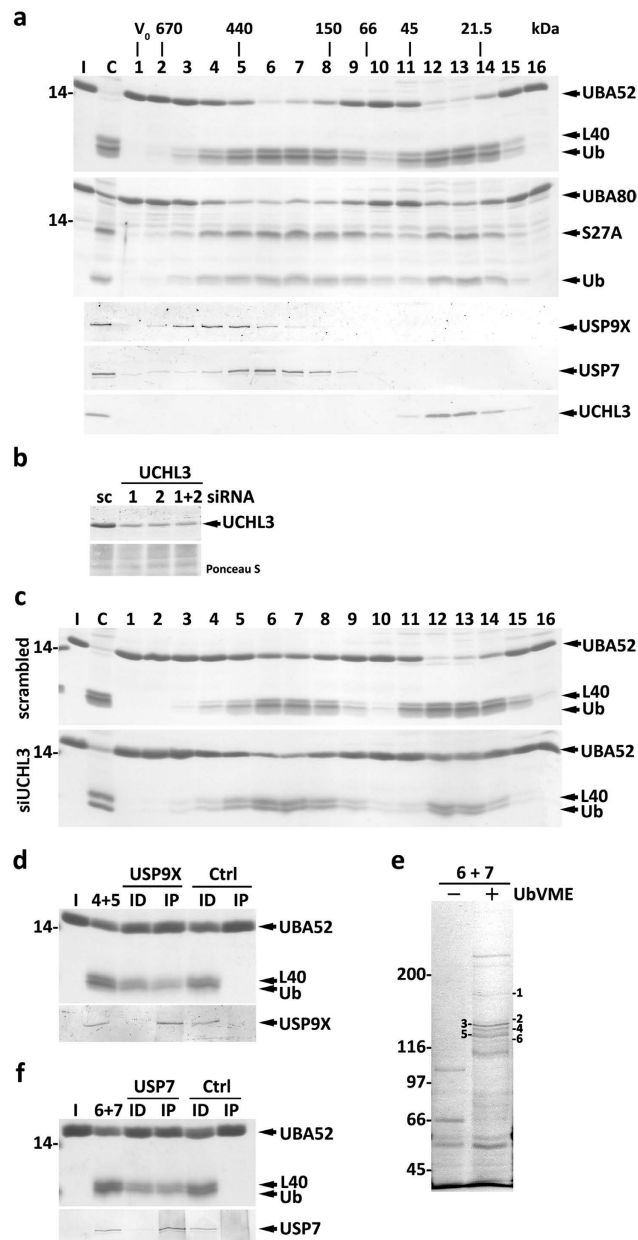 a
V0 670 440 150 66 45 21.5 kDa
I C 1 2 3 4 5 6 7 8 9 10 11 12 13 14 15 16
14- UBA52
L40
Ub
UBA80
14-
S27A
Ub
USP9X
USP7
UCHL3
b
UCHL3
sc 1 2 1+2 siRNA
UCHL3
Ponceau S
c
I C 1 2 3 4 5 6 7 8 9 10 11 12 13 14 15 16
scrambled
14- UBA52
L40
Ub
siUCHL3
14- UBA52
L40
Ub
d
USP9X Ctrl
I 4+5 ID IP ID IP
14- UBA52
L40
Ub
USP9X
e
6 + 7
− + UbVME
200-
-1
3- -2
-4
5- -6
116-
97-
66-
45-
f
USP7 Ctrl
I 6+7 ID IP ID IP
14- UBA52
L40
Ub
USP7